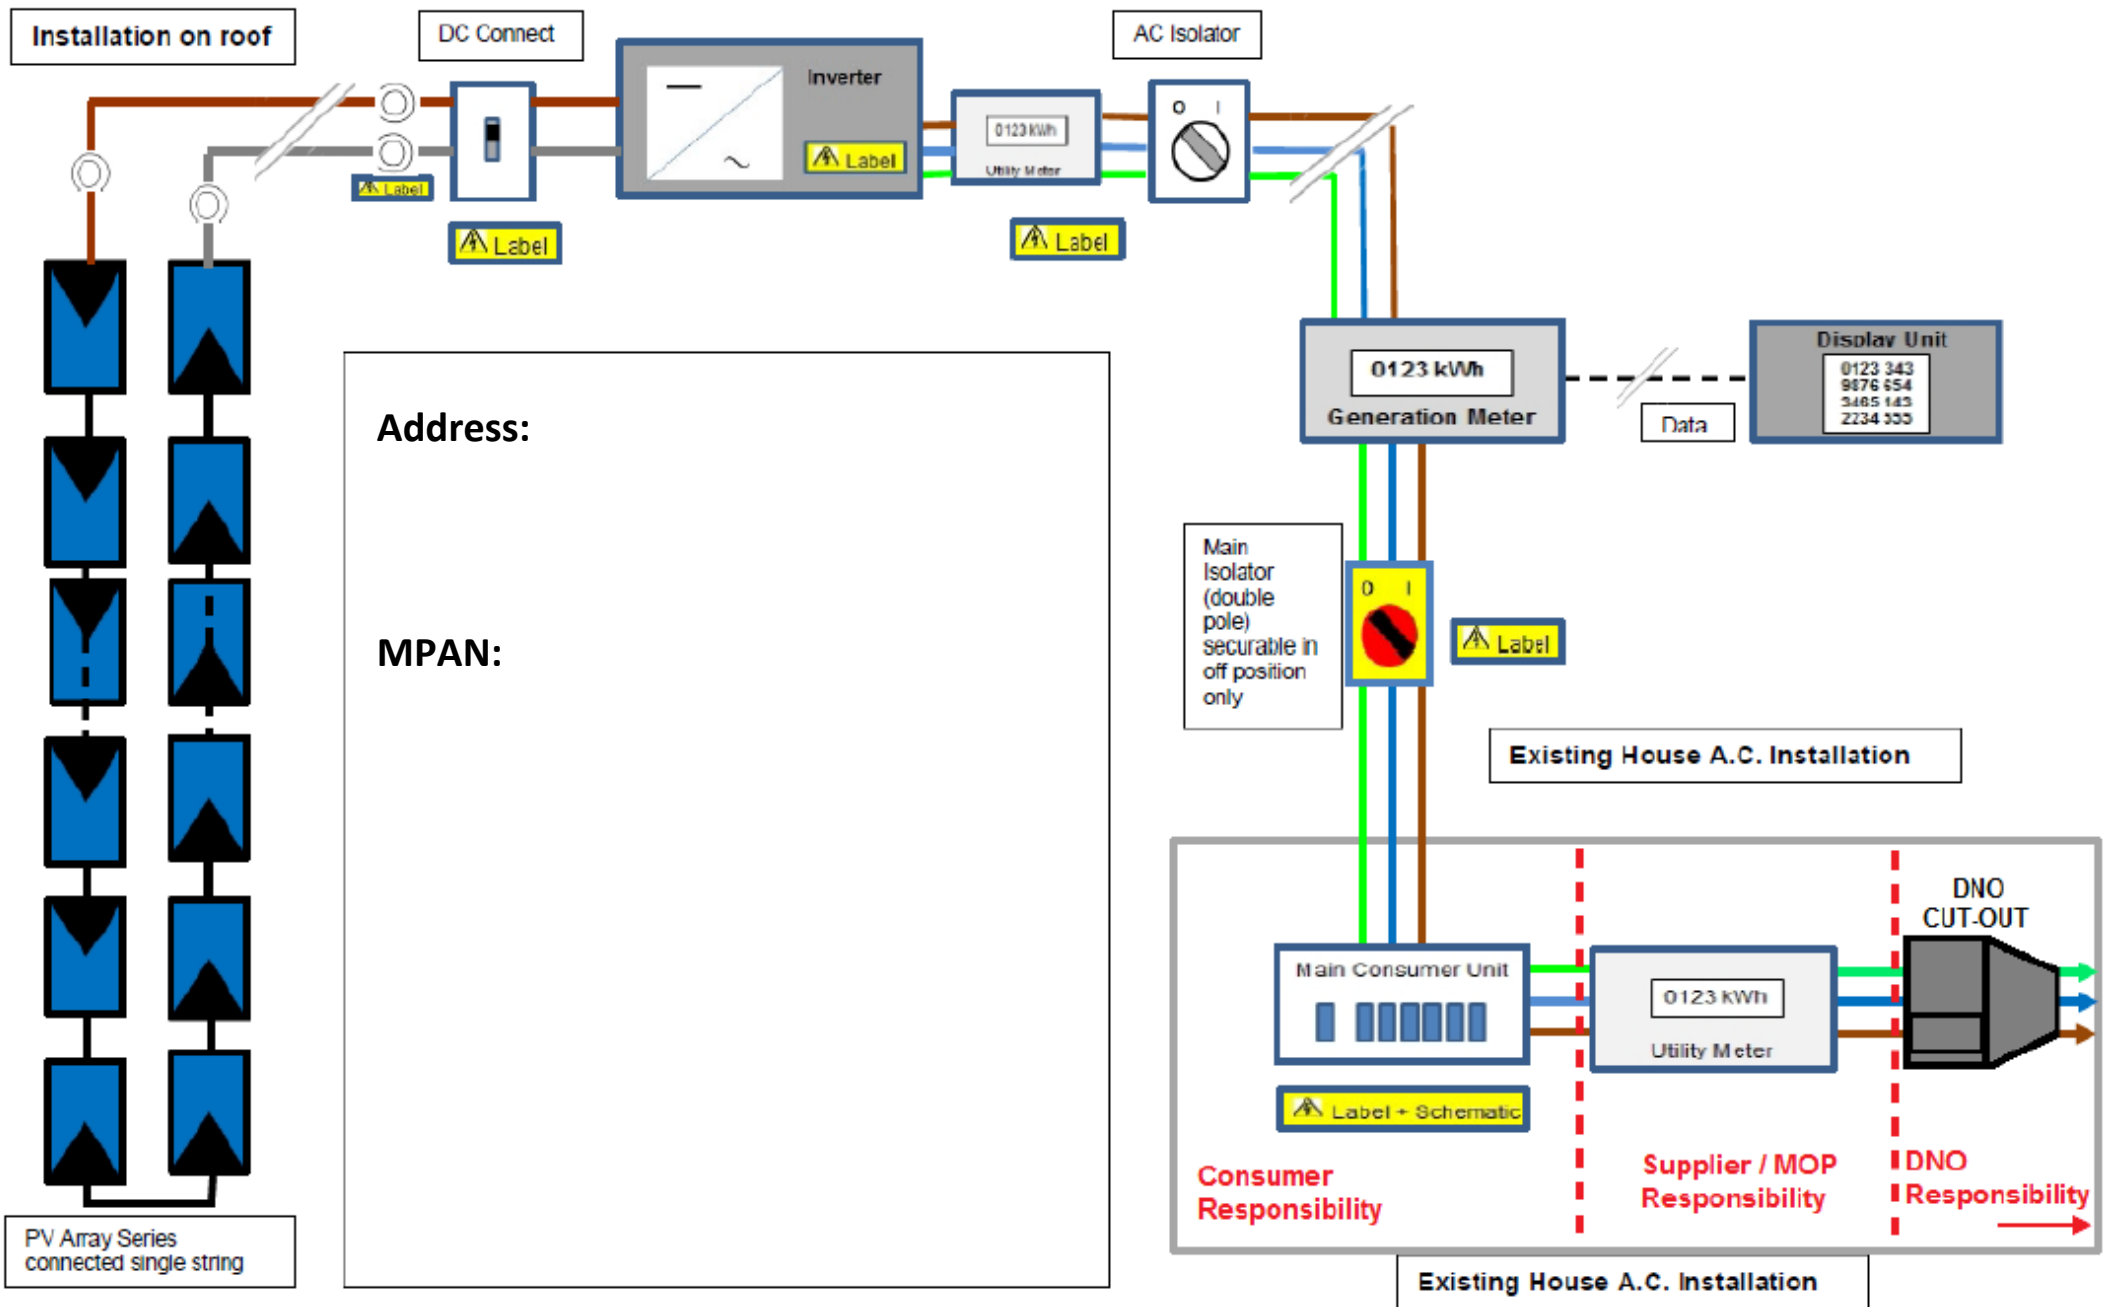 Installation on roof
DC Connect
AC Isolator
Inverter
Label
0123 kWh
Utility Meter
O I
Label
Label
Label
0123 kWh
Generation Meter
Data
Display Unit
0123 343
9876 654
3465 143
2234 555
Address:
MPAN:
Main
Isolator
(double
pole)
securable in
off position
only
O I
Label
Existing House A.C. Installation
DNO
CUT-OUT
Main Consumer Unit
0123 kWh
Utility Meter
Label + Schematic
Consumer
Responsibility
Supplier / MOP
Responsibility
DNO
Responsibility
PV Array Series
connected single string
Existing House A.C. Installation